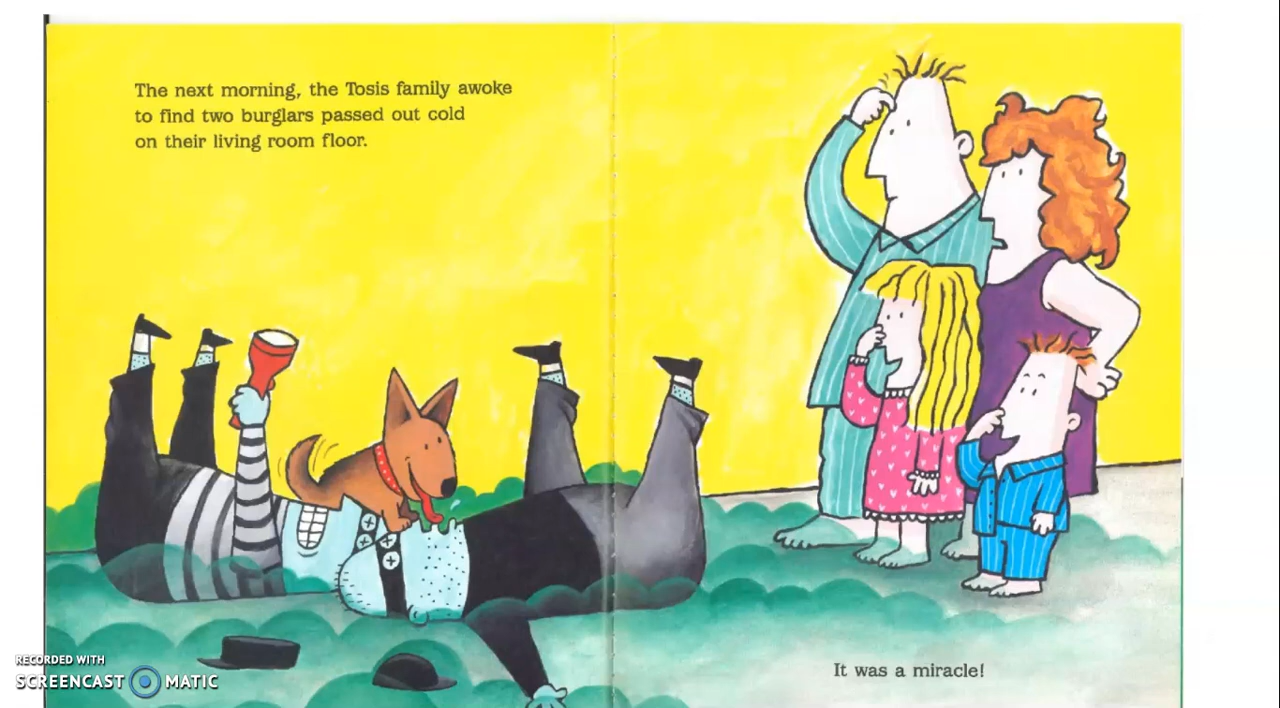 The next morning, the Tosis family awoke
to find two burglars passed out cold
on their living room floor.
It was a miracle!
RECORDED WITH
SCREENCAST MATIC